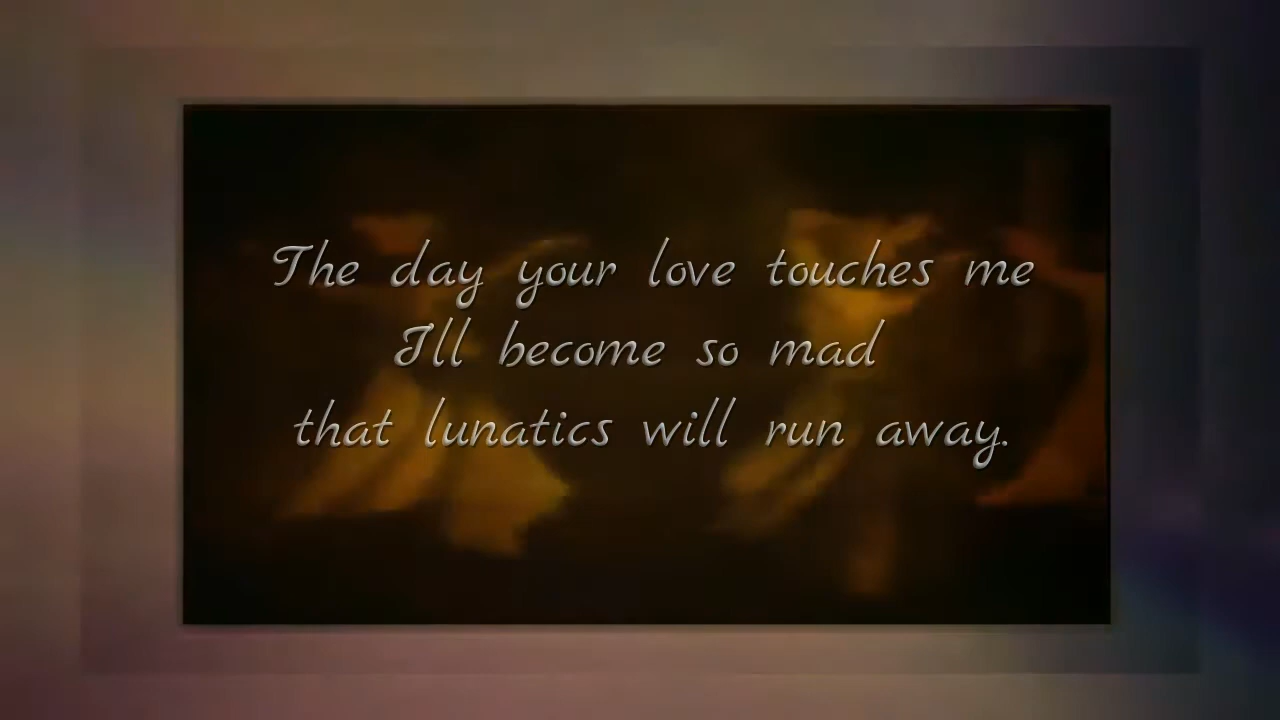 The day your love touches me
I'll become so mad
that lunatics will run away.